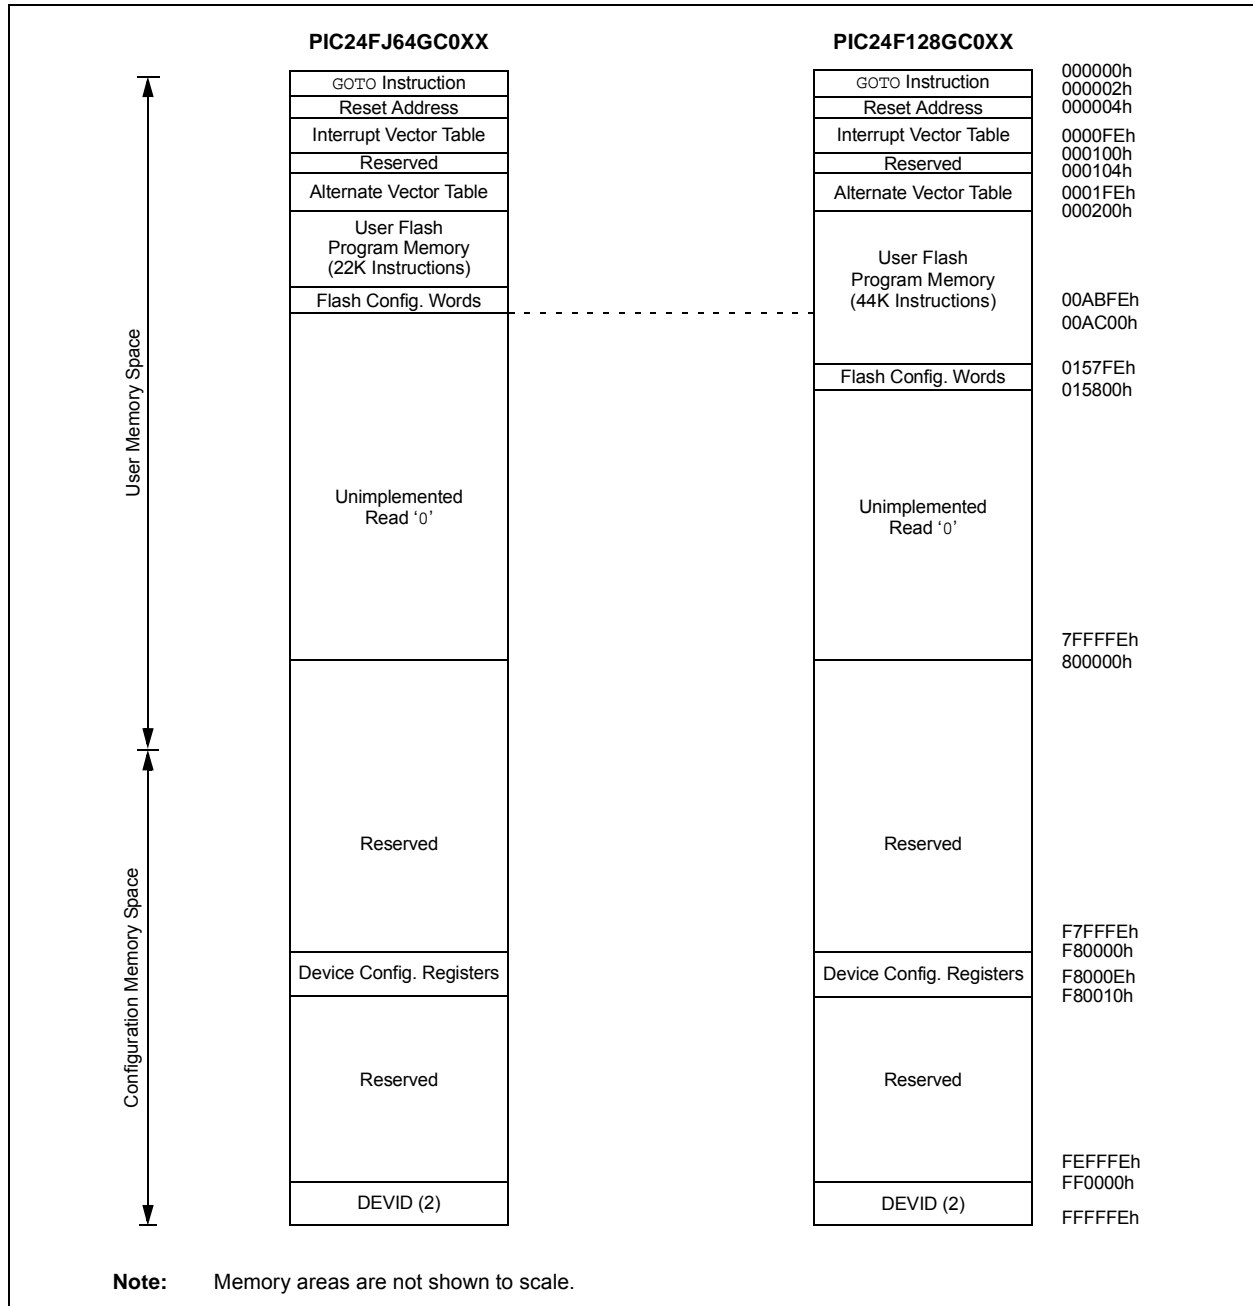 PIC24FJ64GC0XX
GOTO Instruction
Reset Address
Interrupt Vector Table
Reserved
Alternate Vector Table
User Flash
Program Memory
(22K Instructions)
Flash Config. Words
Unimplemented
Read ‘0’
Reserved
Device Config. Registers
Reserved
DEVID (2)
PIC24F128GC0XX
GOTO Instruction
Reset Address
Interrupt Vector Table
Reserved
Alternate Vector Table
User Flash
Program Memory
(44K Instructions)
Flash Config. Words
Unimplemented
Read ‘0’
Reserved
Device Config. Registers
Reserved
DEVID (2)
000000h
000002h
000004h
0000FEh
000100h
000104h
0001FEh
000200h
00ABFEh
00AC00h
0157FEh
015800h
7FFFFEh
800000h
F7FFFEh
F80000h
F8000Eh
F80010h
FEFFFEh
FF0000h
FFFFFEh
User Memory Space
Configuration Memory Space
Note: Memory areas are not shown to scale.